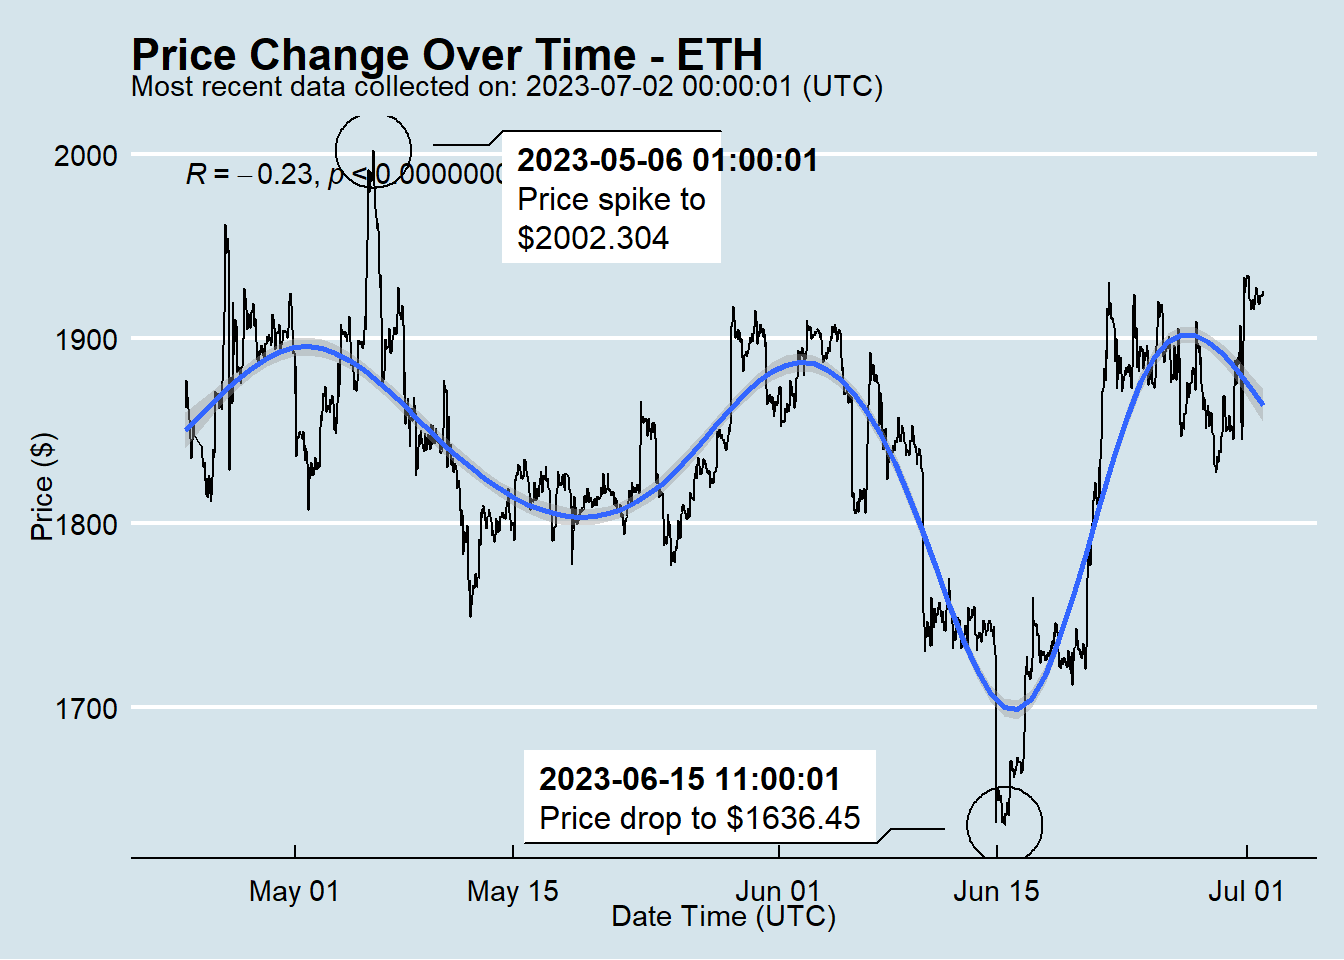 Price Change Over Time - ETH
Most recent data collected on: 2023-07-02 00:00:01 (UTC)
R = −0.23, p < 0.0000000
2023-05-06 01:00:01
Price spike to
$2002.304
2000
1900
1800
1700
Price ($)
2023-06-15 11:00:01
Price drop to $1636.45
May 01
May 15
Jun 01
Jun 15
Jul 01
Date Time (UTC)